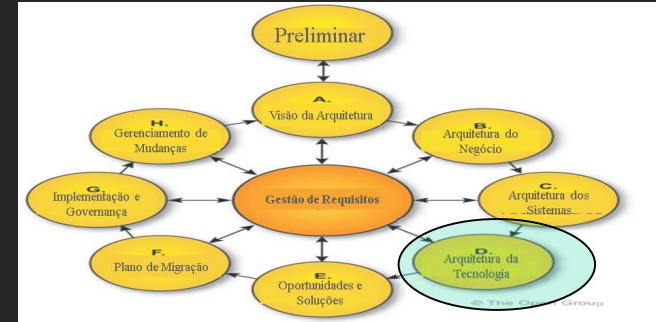 Preliminar
A.
Visão da Arquitetura
H.
Gerenciamento de
Mudanças
B.
Arquitetura do
Negócio
G.
Implementação e
Governança
Gestão de Requisitos
C.
Arquitetura dos
Sistemas
F.
Plano de Migração
D.
Arquitetura da
Tecnologia
E.
Oportunidades e
Soluções
© The Open Group